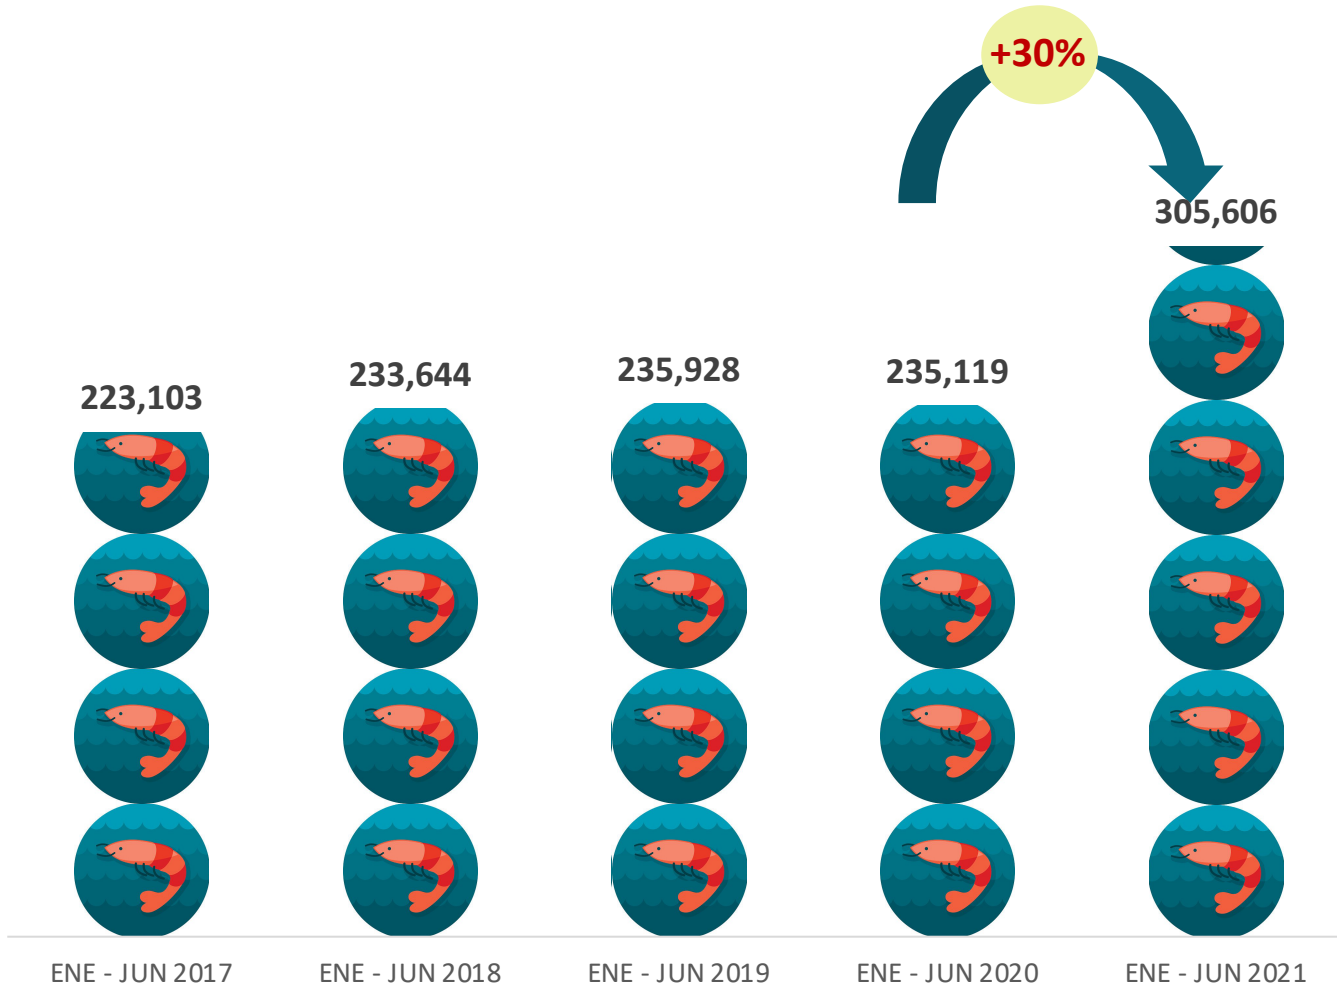 +30%
305,606
235,928
235,119
233,644
223,103
ENE - JUN 2017
ENE - JUN 2018
ENE - JUN 2019
ENE - JUN 2020
ENE - JUN 2021